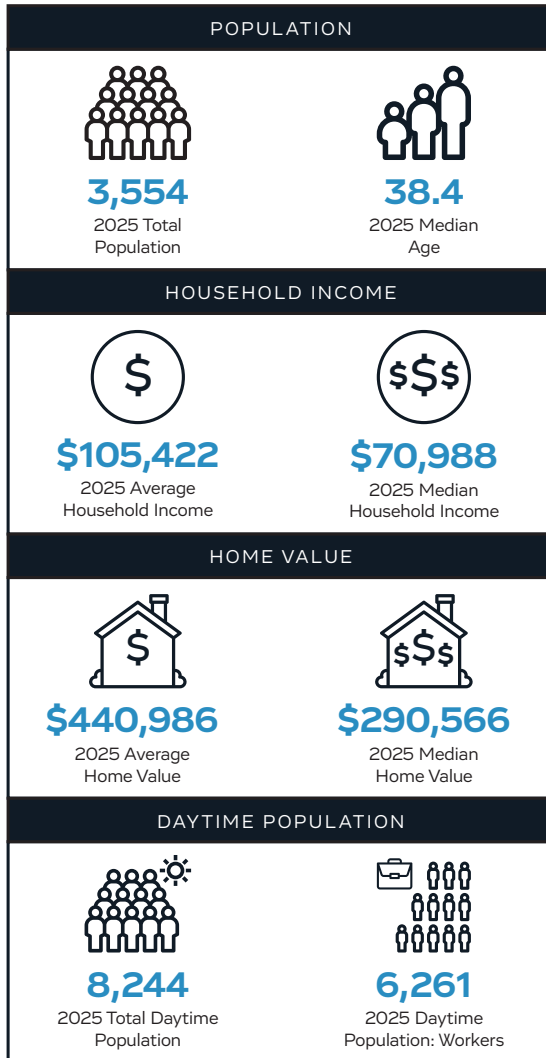 POPULATION
3,554
2025 Total
Population
38.4
2025 Median
Age
HOUSEHOLD INCOME
$
$105,422
2025 Average
Household Income
$$$
$70,988
2025 Median
Household Income
HOME VALUE
$
$440,986
2025 Average
Home Value
$$$
$290,566
2025 Median
Home Value
DAYTIME POPULATION
8,244
2025 Total Daytime
Population
6,261
2025 Daytime
Population: Workers